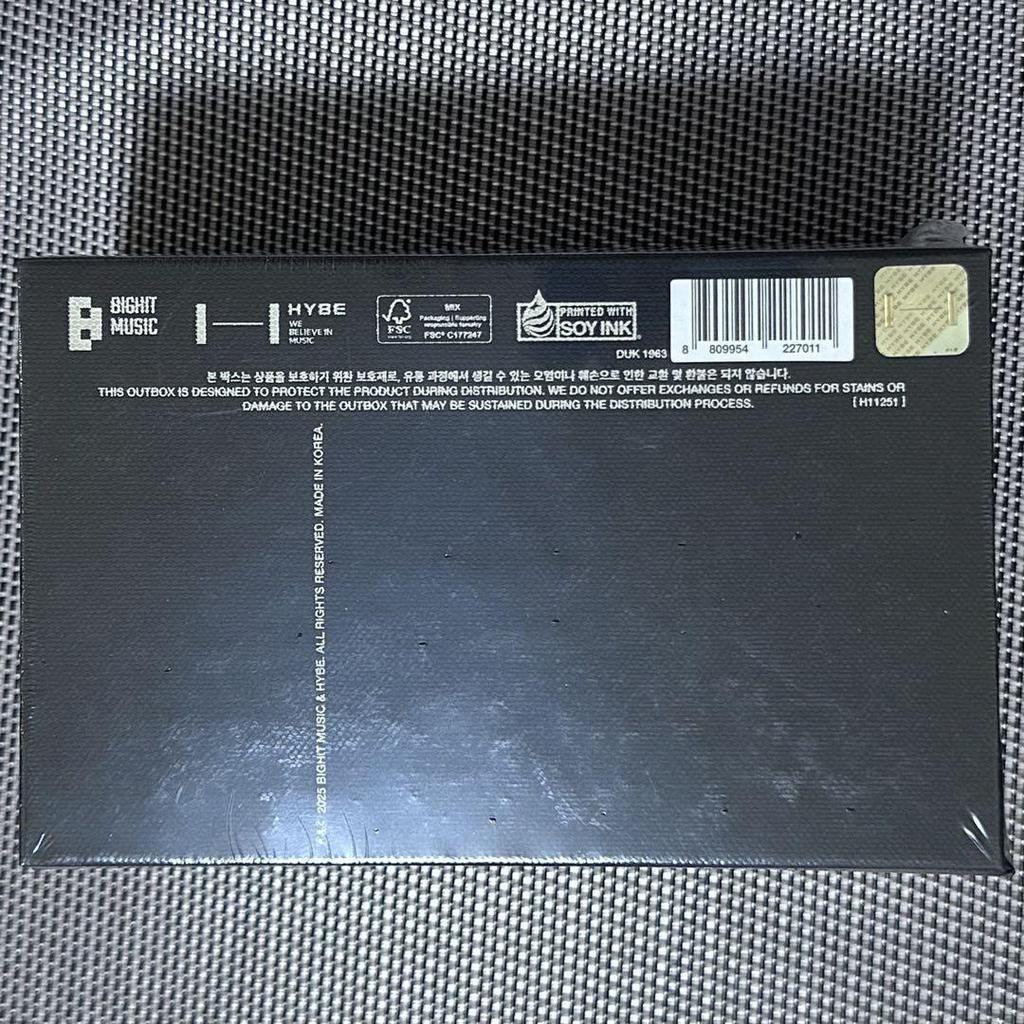 BIGHIT
MUSIC
HYBE
WE
BELIEVE IN
MUSIC
FSC
MIX
Packaging | Supporting
responsible forestry
FSC® C177247
PRINTED WITH
SOY INK
DUK 1963
8 809954 227011
본 박스는 상품을 보호하기 위한 보호재로, 유통 과정에서 생길 수 있는 오염이나 훼손으로 인한 교환 및 환불은 되지 않습니다.
THIS OUTBOX IS DESIGNED TO PROTECT THE PRODUCT DURING DISTRIBUTION. WE DO NOT OFFER EXCHANGES OR REFUNDS FOR STAINS OR
DAMAGE TO THE OUTBOX THAT MAY BE SUSTAINED DURING THE DISTRIBUTION PROCESS.
[ H11251 ]
2025 BIGHIT MUSIC & HYBE. ALL RIGHTS RESERVED. MADE IN KOREA.